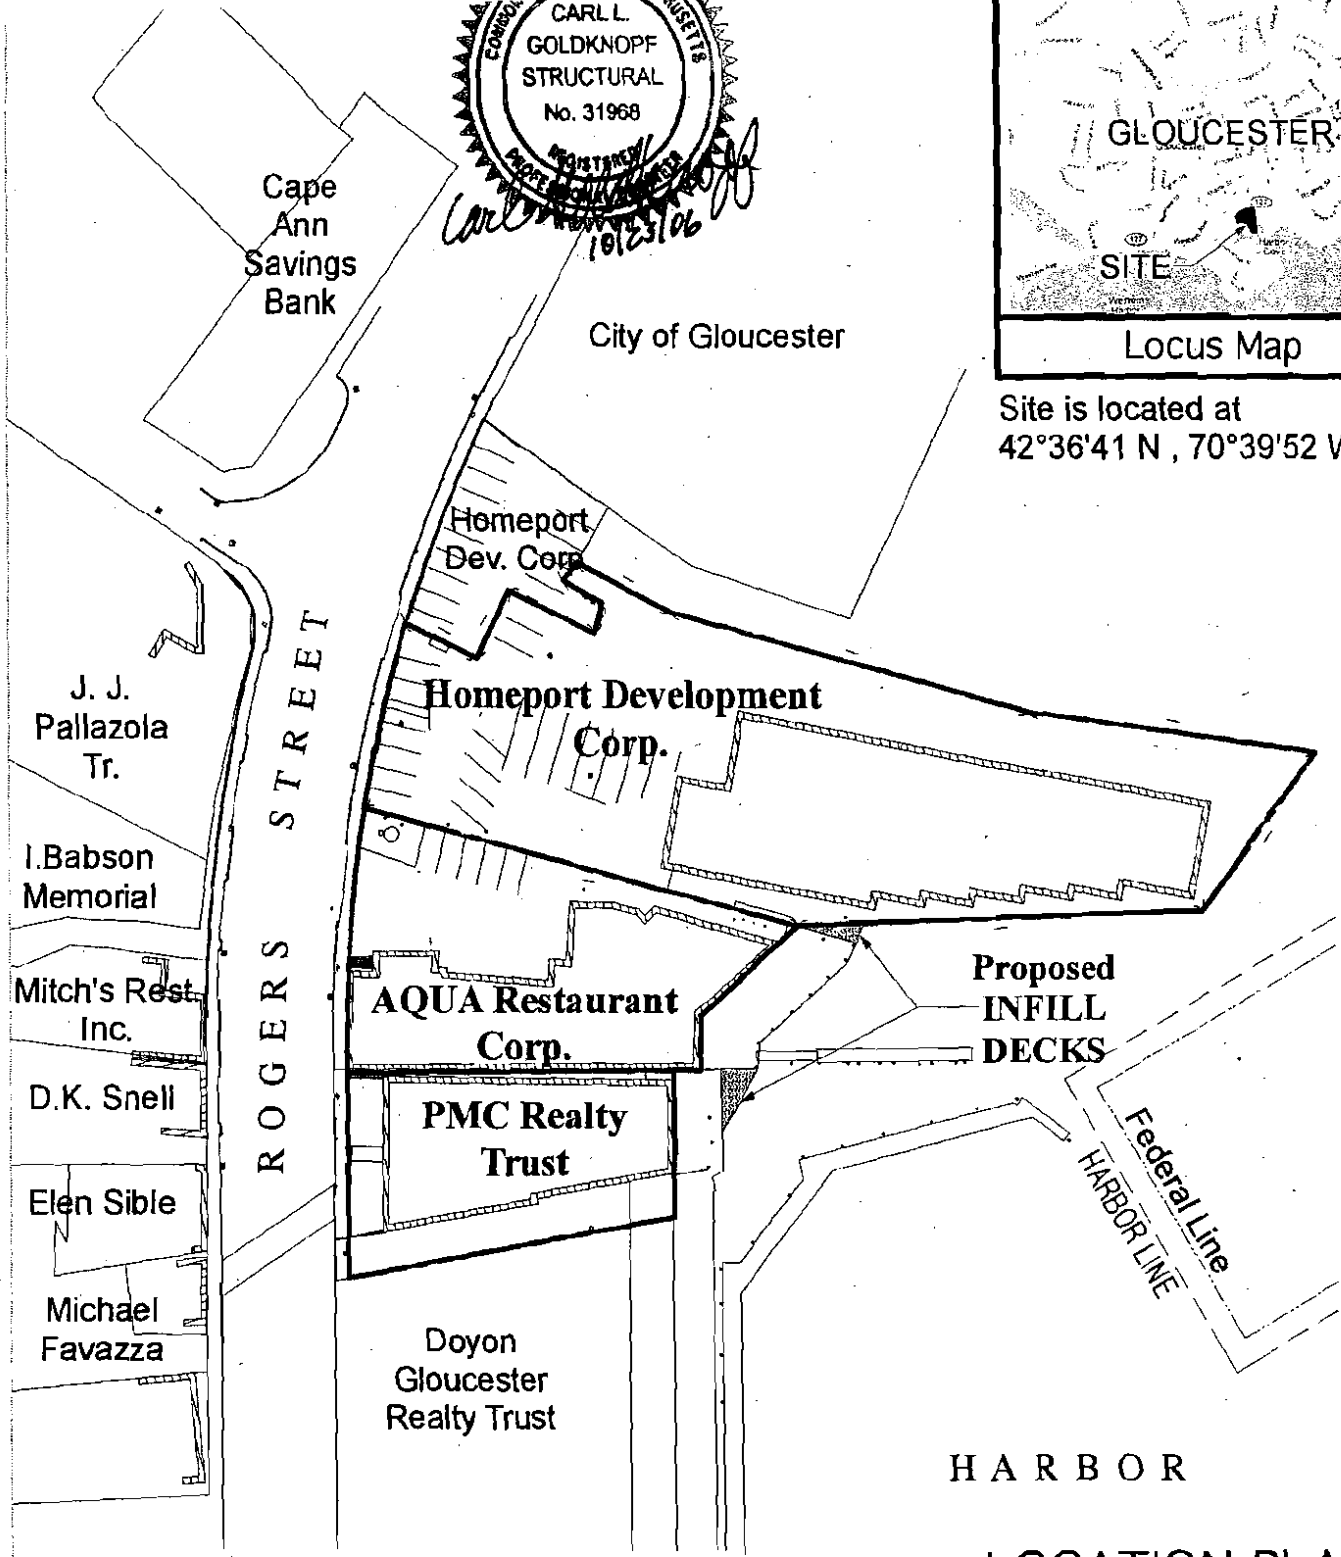 CARL L.
GOLDKNOPF
STRUCTURAL
No. 31968
REGISTERED
10/23/06
GLOUCESTER
SITE
Locus Map
Site is located at
42°36'41 N , 70°39'52 W
Cape
Ann
Savings
Bank
City of Gloucester
Homeport
Dev. Corp
Homeport Development
Corp.
J. J.
Pallazola
Tr.
ROGERS STREET
I.Babson
Memorial
Mitch's Rest
Inc.
AQUA Restaurant
Corp.
Proposed
INFILL
DECKS
D.K. Snell
PMC Realty
Trust
Elen Sible
Federal Line
HARBOR LINE
Michael
Favazza
Doyon
Gloucester
Realty Trust
HARBOR
LOCATION PLA